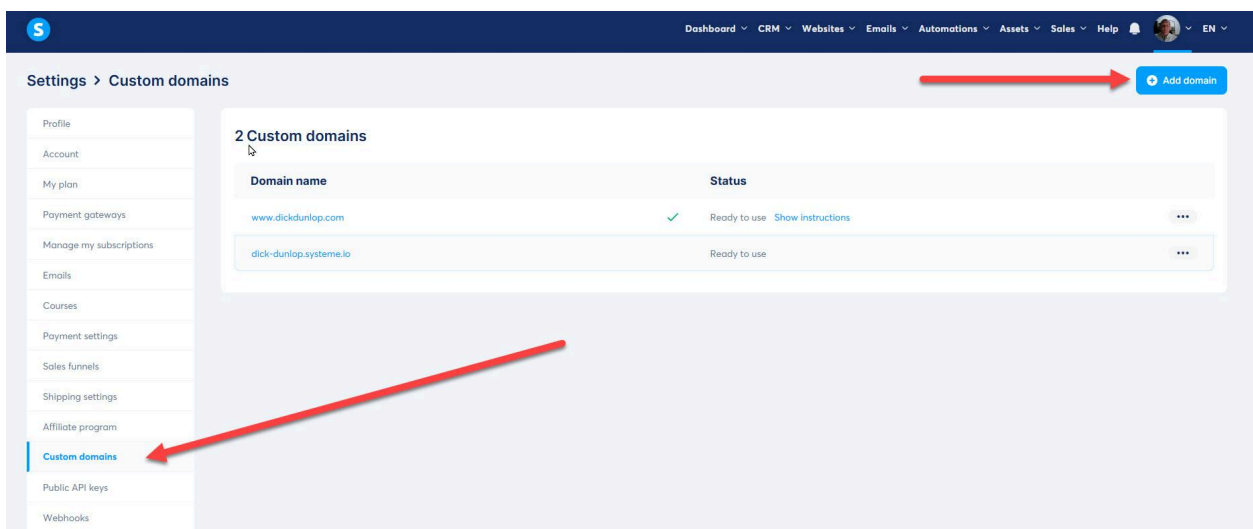 S Dashboard CRM Websites Emails Automations Assets Sales Help EN
Settings > Custom domains
Add domain
Profile
Account
My plan
Payment gateways
Manage my subscriptions
Emails
Courses
Payment settings
Sales funnels
Shipping settings
Affiliate program
Custom domains
Public API keys
Webhooks
2 Custom domains
Domain name Status
www.dickdunlop.com Ready to use Show instructions
dick-dunlop.systeme.io Ready to use